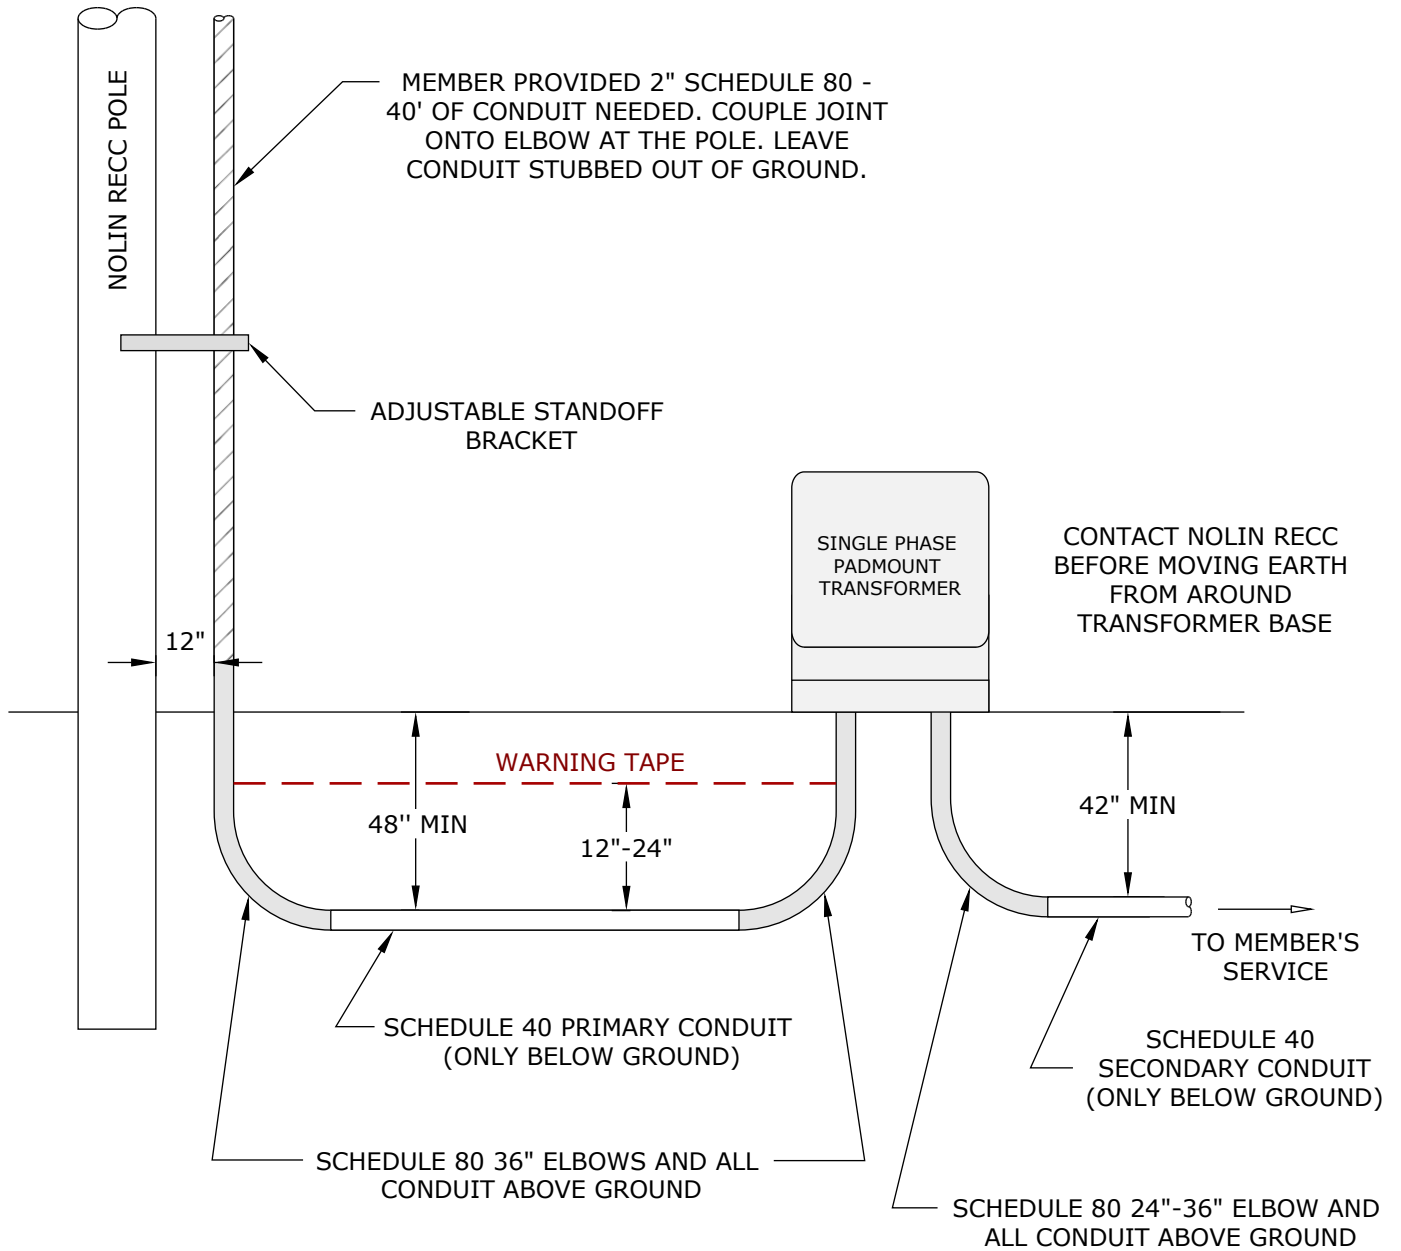 NOLIN RECC POLE
MEMBER PROVIDED 2" SCHEDULE 80 -
40' OF CONDUIT NEEDED. COUPLE JOINT
ONTO ELBOW AT THE POLE. LEAVE
CONDUIT STUBBED OUT OF GROUND.
ADJUSTABLE STANDOFF
BRACKET
SINGLE PHASE
PADMOUNT
TRANSFORMER
CONTACT NOLIN RECC
BEFORE MOVING EARTH
FROM AROUND
TRANSFORMER BASE
12"
WARNING TAPE
48'' MIN
12"-24"
42" MIN
TO MEMBER'S
SERVICE
SCHEDULE 40 PRIMARY CONDUIT
(ONLY BELOW GROUND)
SCHEDULE 40
SECONDARY CONDUIT
(ONLY BELOW GROUND)
SCHEDULE 80 36" ELBOWS AND ALL
CONDUIT ABOVE GROUND
SCHEDULE 80 24"-36" ELBOW AND
ALL CONDUIT ABOVE GROUND